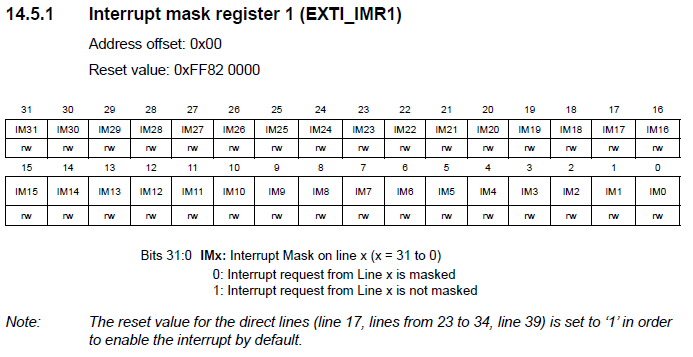 14.5.1 Interrupt mask register 1 (EXTI_IMR1)
Address offset: 0x00
Reset value: 0xFF82 0000
31 30 29 28 27 26 25 24 23 22 21 20 19 18 17 16
IM31 IM30 IM29 IM28 IM27 IM26 IM25 IM24 IM23 IM22 IM21 IM20 IM19 IM18 IM17 IM16
rw rw rw rw rw rw rw rw rw rw rw rw rw rw rw rw
15 14 13 12 11 10 9 8 7 6 5 4 3 2 1 0
IM15 IM14 IM13 IM12 IM11 IM10 IM9 IM8 IM7 IM6 IM5 IM4 IM3 IM2 IM1 IM0
rw rw rw rw rw rw rw rw rw rw rw rw rw rw rw rw
Bits 31:0 IMx: Interrupt Mask on line x (x = 31 to 0)
0: Interrupt request from Line x is masked
1: Interrupt request from Line x is not masked
Note: The reset value for the direct lines (line 17, lines from 23 to 34, line 39) is set to ‘1’ in order
to enable the interrupt by default.